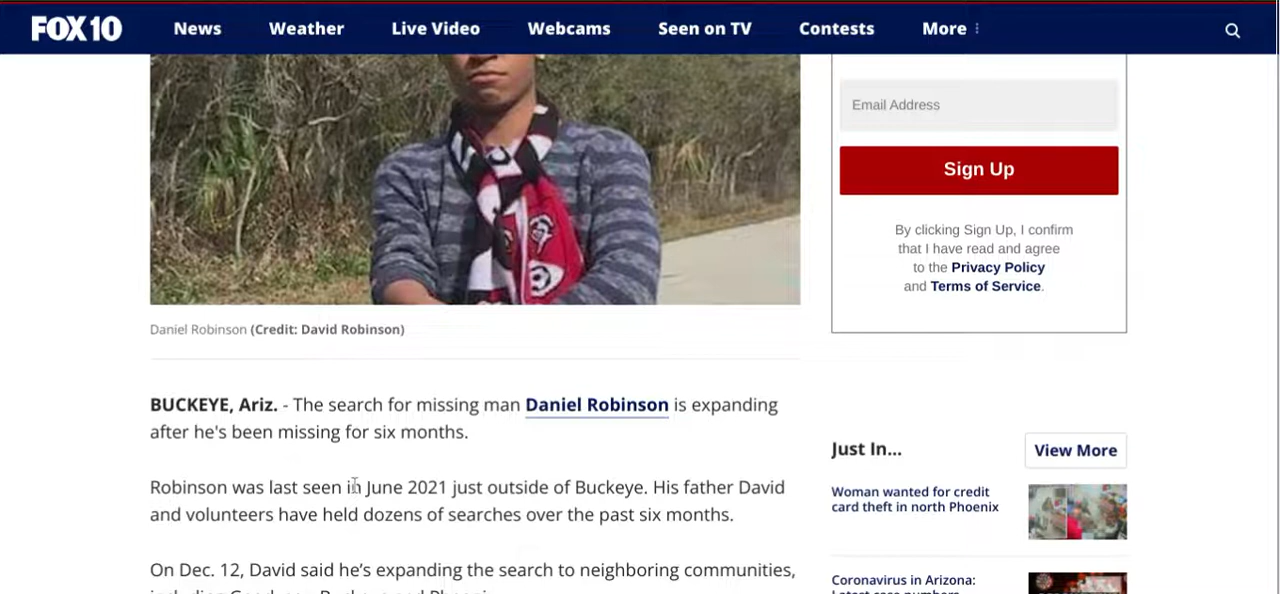 FOX 10 News Weather Live Video Webcams Seen on TV Contests More
Email Address
Sign Up
By clicking Sign Up, I confirm
that I have read and agree
to the Privacy Policy
and Terms of Service.
Daniel Robinson (Credit: David Robinson)
BUCKEYE, Ariz. - The search for missing man Daniel Robinson is expanding
after he's been missing for six months.
Robinson was last seen in June 2021 just outside of Buckeye. His father David
and volunteers have held dozens of searches over the past six months.
On Dec. 12, David said he’s expanding the search to neighboring communities,
Just In...
View More
Woman wanted for credit
card theft in north Phoenix
Coronavirus in Arizona:
Latest case numbers